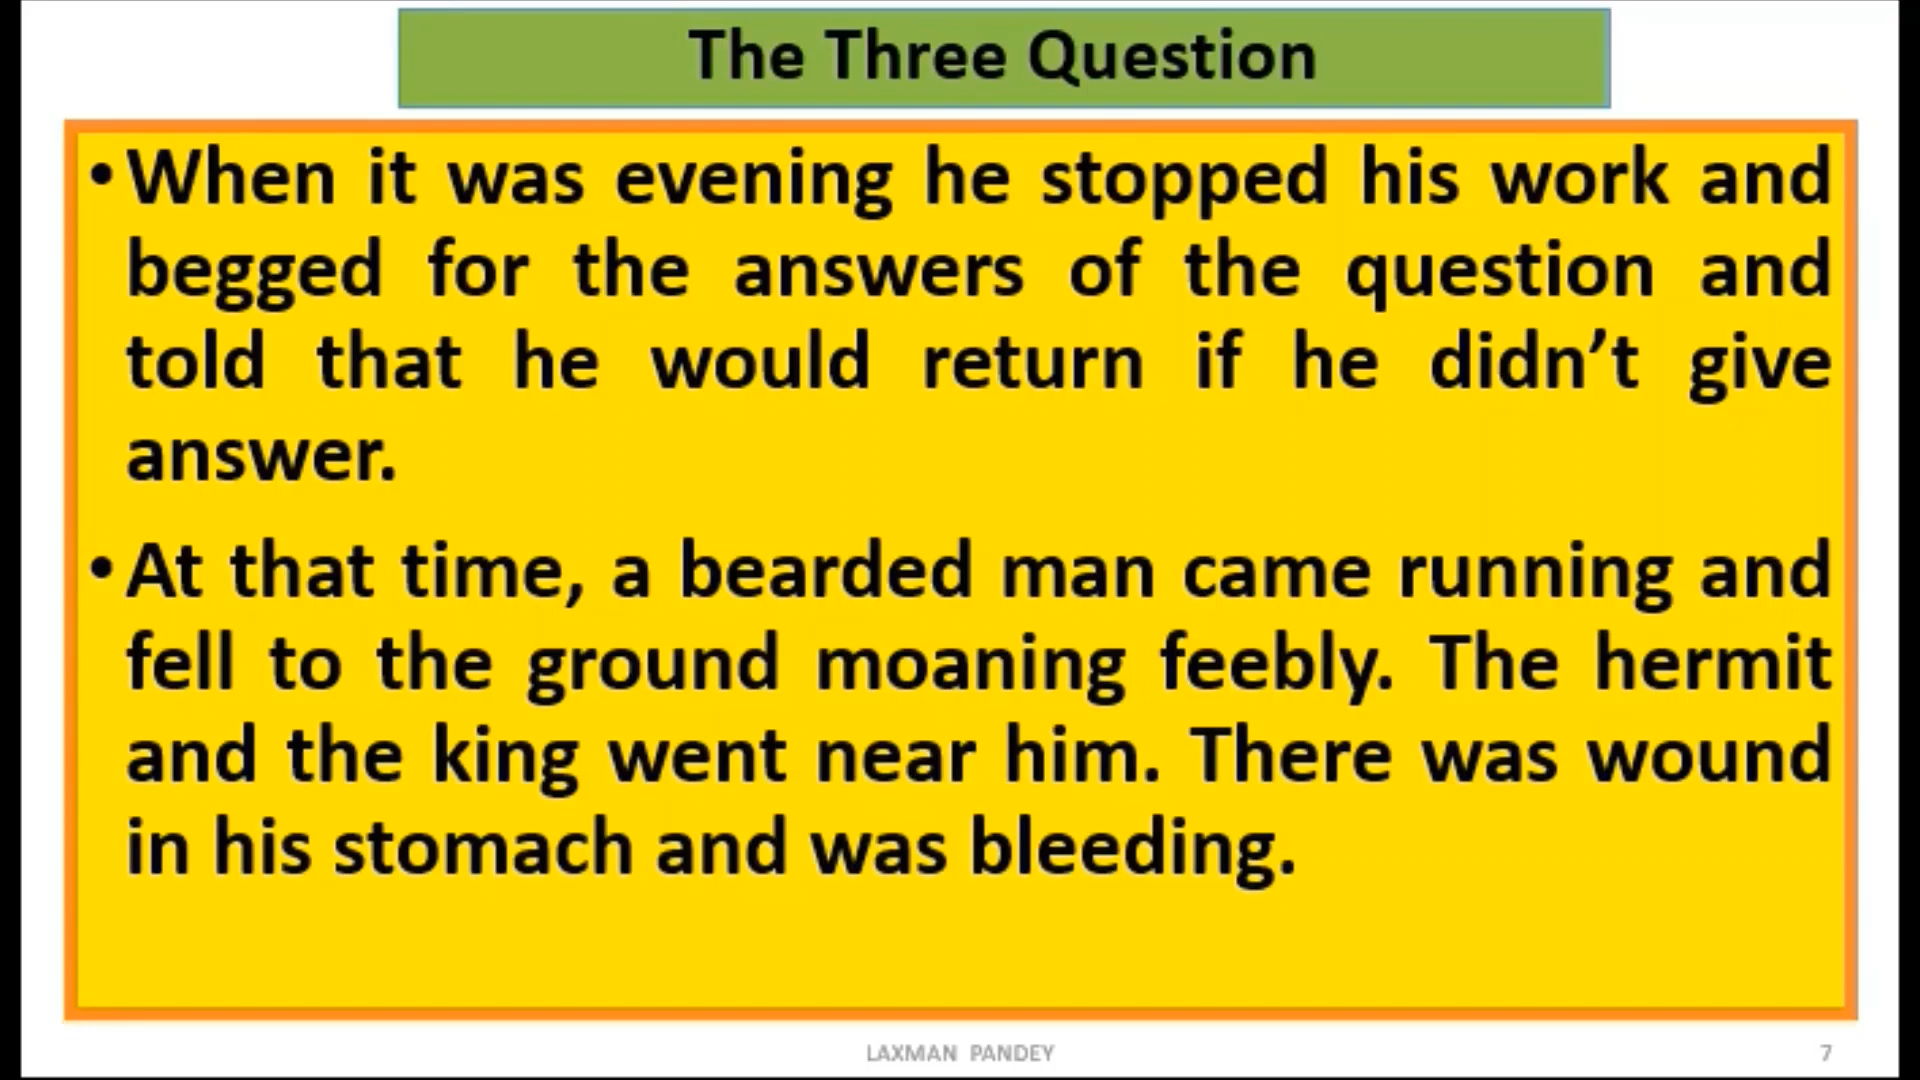 The Three Question
• When it was evening he stopped his work and
begged for the answers of the question and
told that he would return if he didn’t give
answer.
• At that time, a bearded man came running and
fell to the ground moaning feebly. The hermit
and the king went near him. There was wound
in his stomach and was bleeding.
LAXMAN PANDEY
7